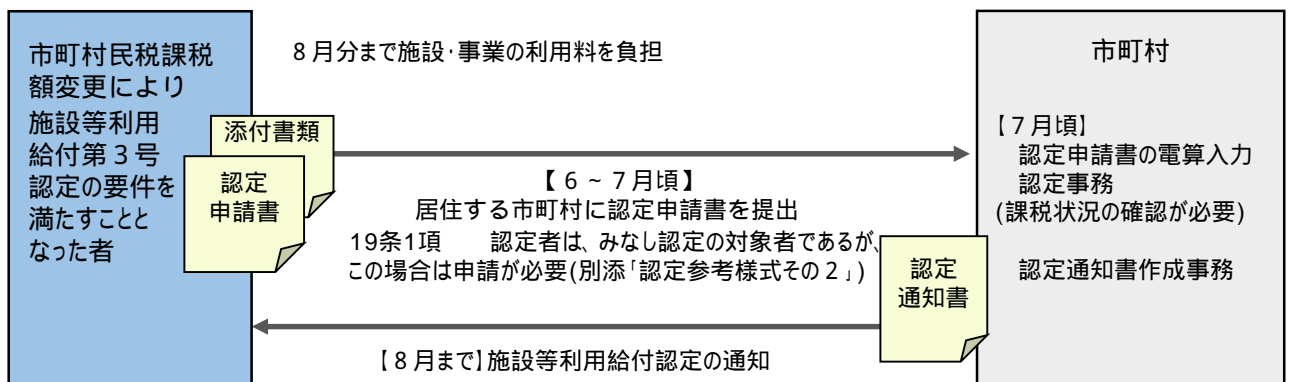 市町村民税課税
額変更により
施設等利用
給付第３号
認定の要件を
満たすことと
なった者
８月分まで施設・事業の利用料を負担
添付書類
認定
申請書
【６～７月頃】
居住する市町村に認定申請書を提出
19条1項　　認定者は、みなし認定の対象者であるが、
この場合は申請が必要(別添「認定参考様式その２」)
認定
通知書
【８月まで】施設等利用給付認定の通知
市町村
【７月頃】
認定申請書の電算入力
認定事務
(課税状況の確認が必要)
認定通知書作成事務